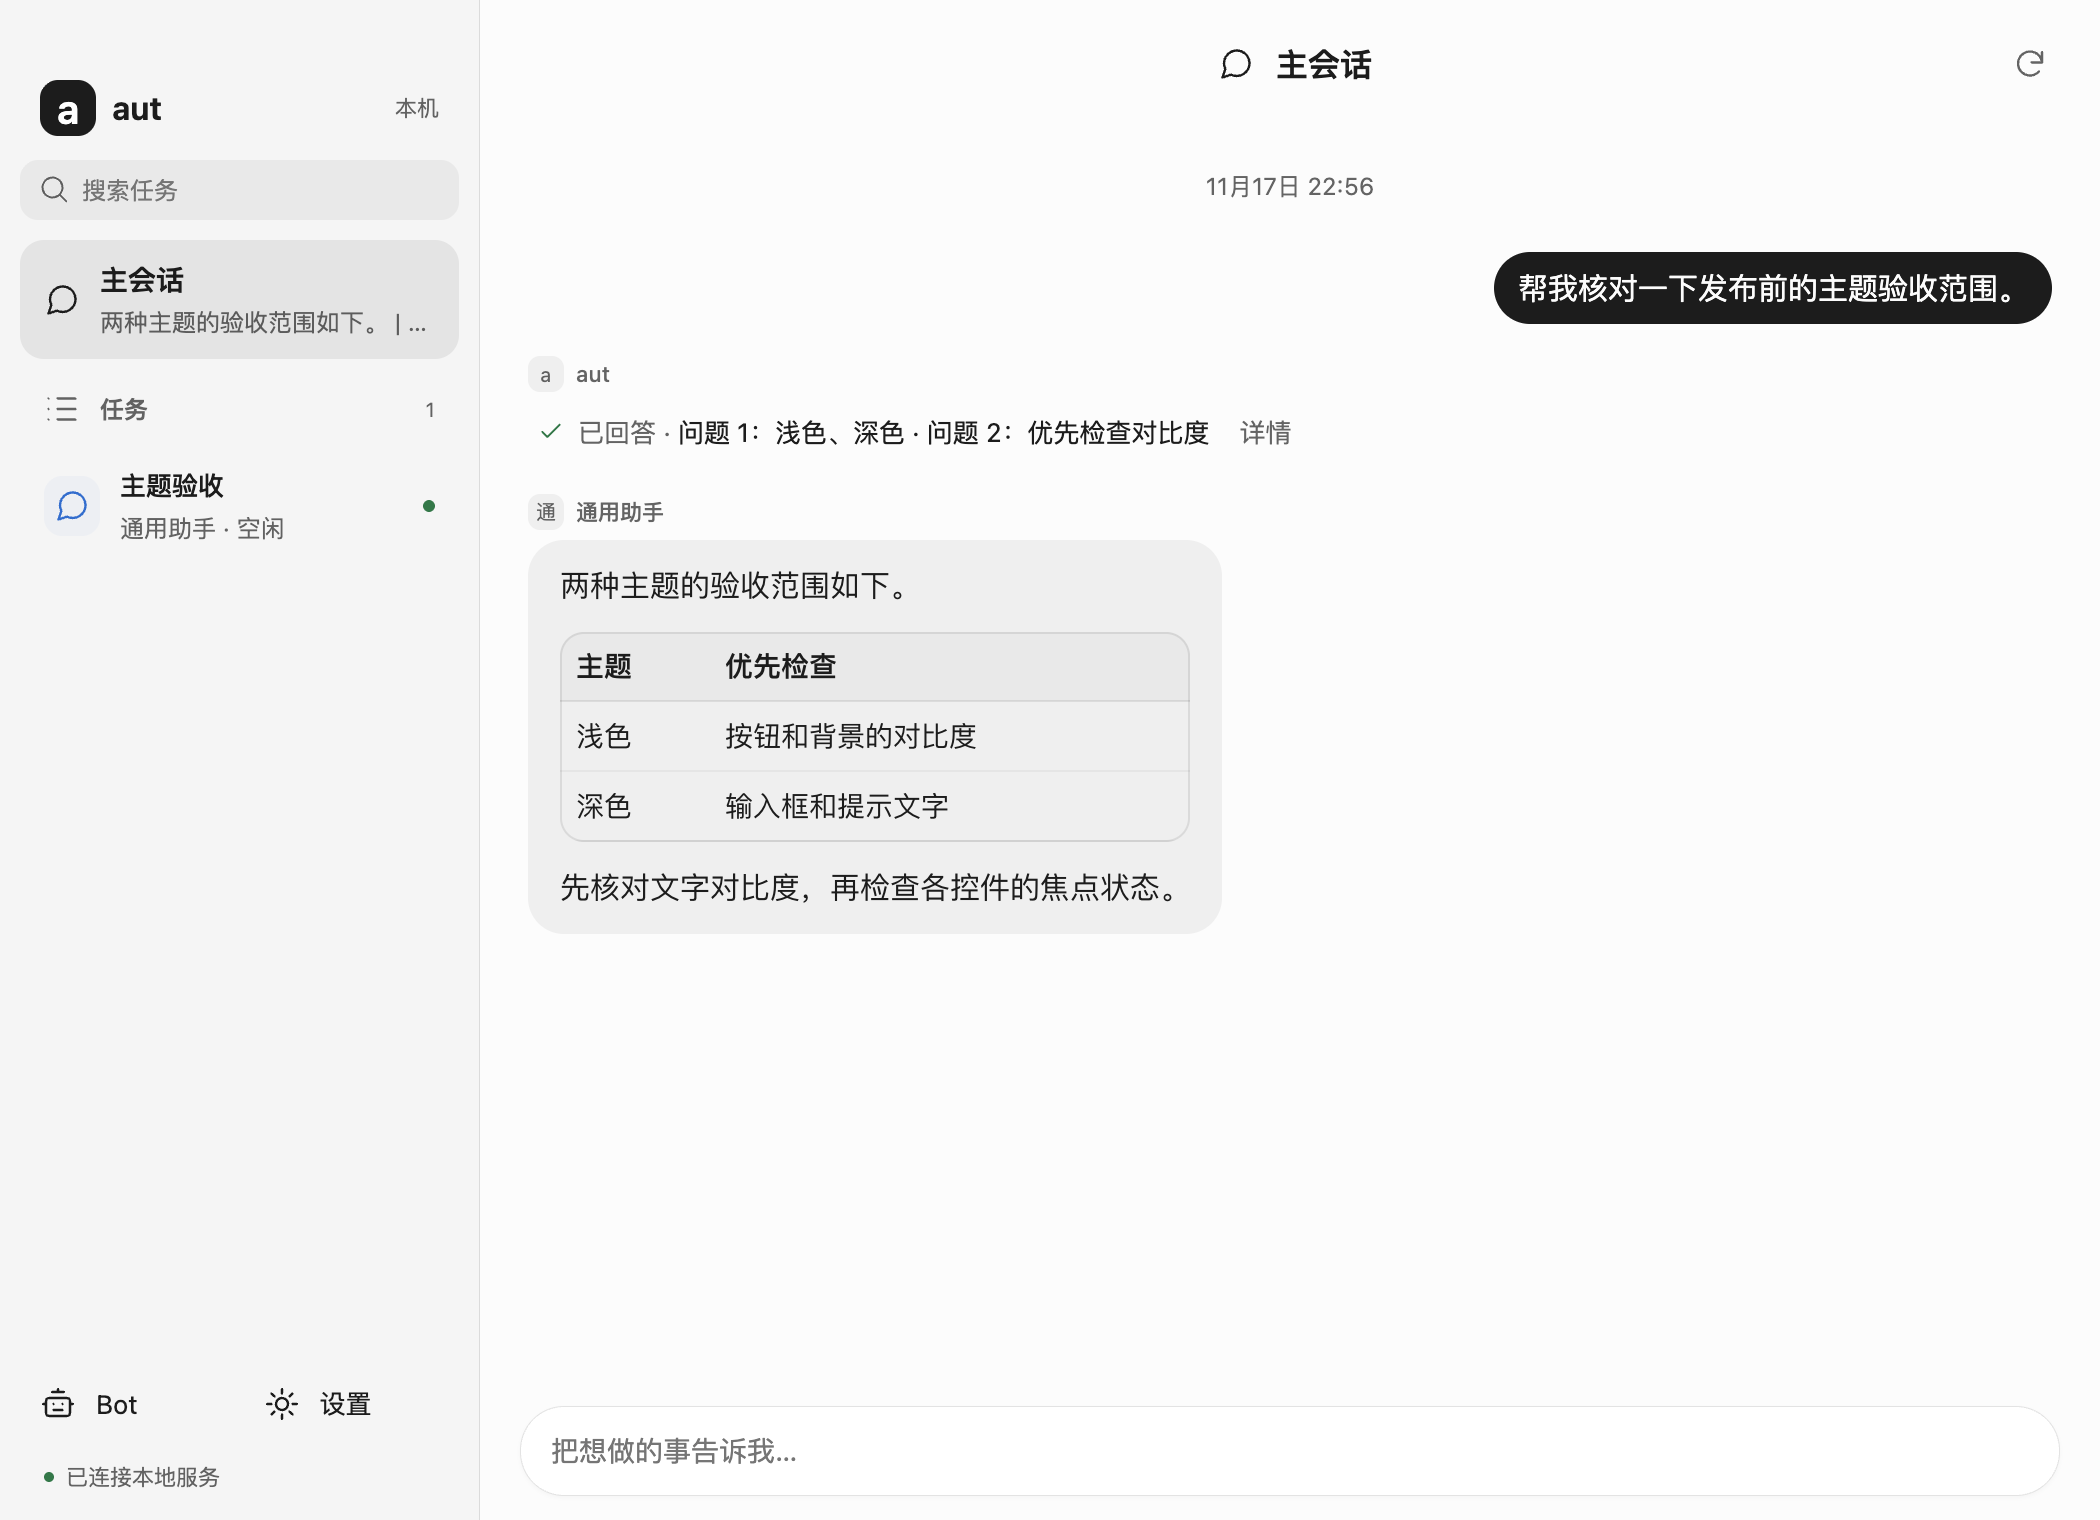 a aut 本机
搜索任务
主会话
两种主题的验收范围如下。 | ...
任务 1
主题验收
通用助手 · 空闲
Bot 设置
已连接本地服务
主会话
11月17日 22:56
帮我核对一下发布前的主题验收范围。
a aut
已回答 · 问题 1：浅色、深色 · 问题 2：优先检查对比度 详情
通 通用助手
两种主题的验收范围如下。
主题 优先检查
浅色 按钮和背景的对比度
深色 输入框和提示文字
先核对文字对比度，再检查各控件的焦点状态。
把想做的事告诉我...